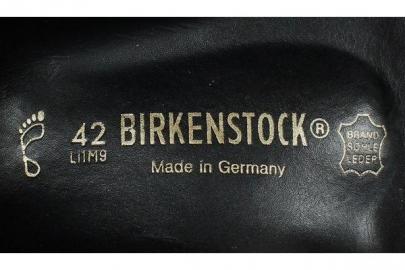 42
L11M9
BIRKENSTOCK®
Made in Germany
BRAND
SOHLE
LEDER